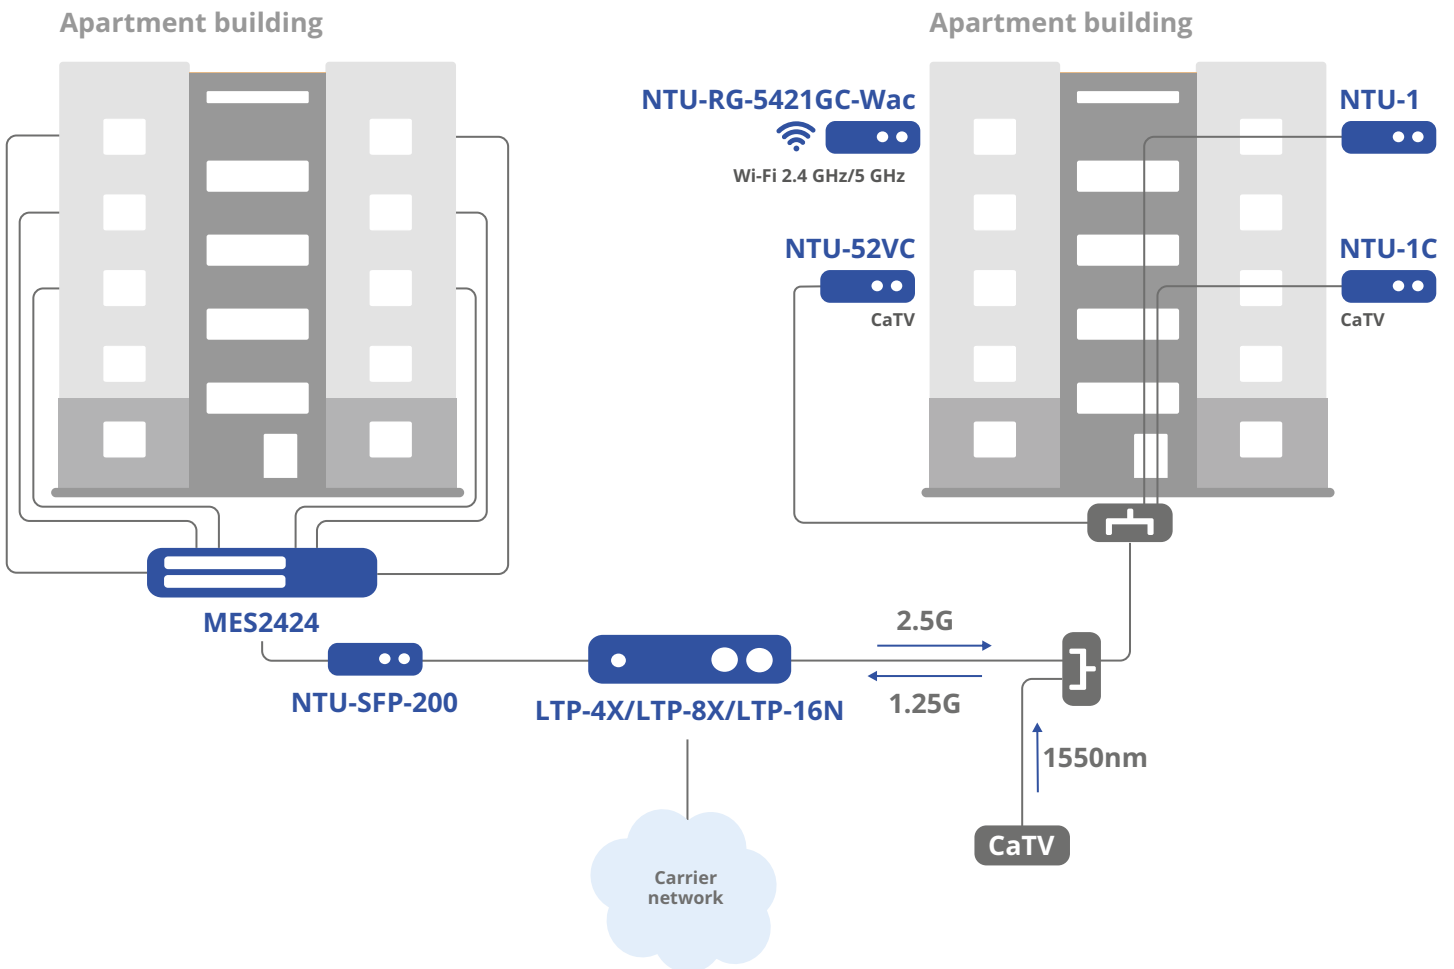 Apartment building
Apartment building
NTU-RG-5421GC-Wac
Wi-Fi 2.4 GHz/5 GHz
NTU-1
NTU-52VC
CaTV
NTU-1C
CaTV
MES2424
NTU-SFP-200
LTP-4X/LTP-8X/LTP-16N
2.5G
1.25G
1550nm
CaTV
Carrier
network